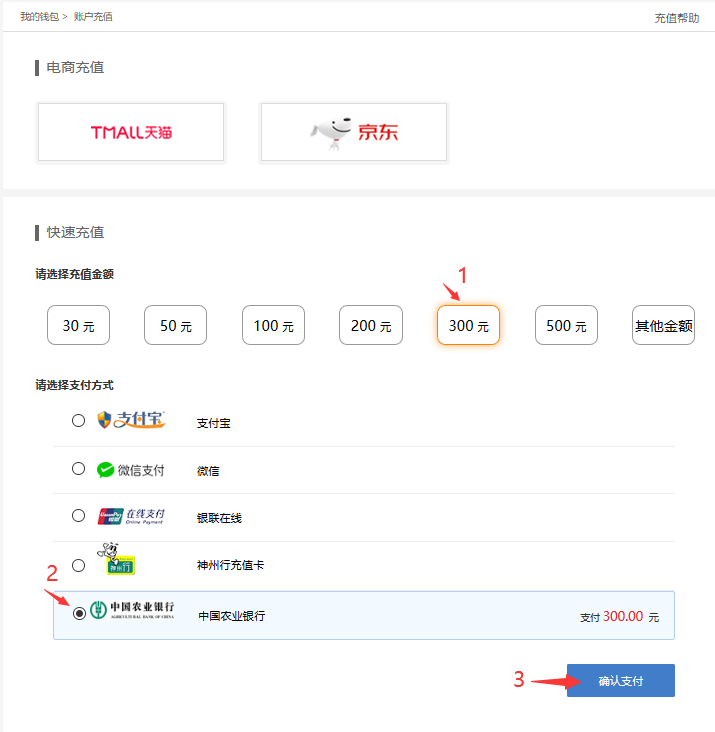 我的钱包 > 账户充值
充值帮助
电商充值
TMALL天猫
京东
快速充值
请选择充值金额
1
30 元
50 元
100 元
200 元
300 元
500 元
其他金额
请选择支付方式
支付宝 支付宝
微信支付 微信
UnionPay 银联 在线支付 Online Payment 银联在线
神州行 神州行充值卡
2
中国农业银行 AGRICULTURAL BANK OF CHINA 中国农业银行 支付 300.00 元
3
确认支付